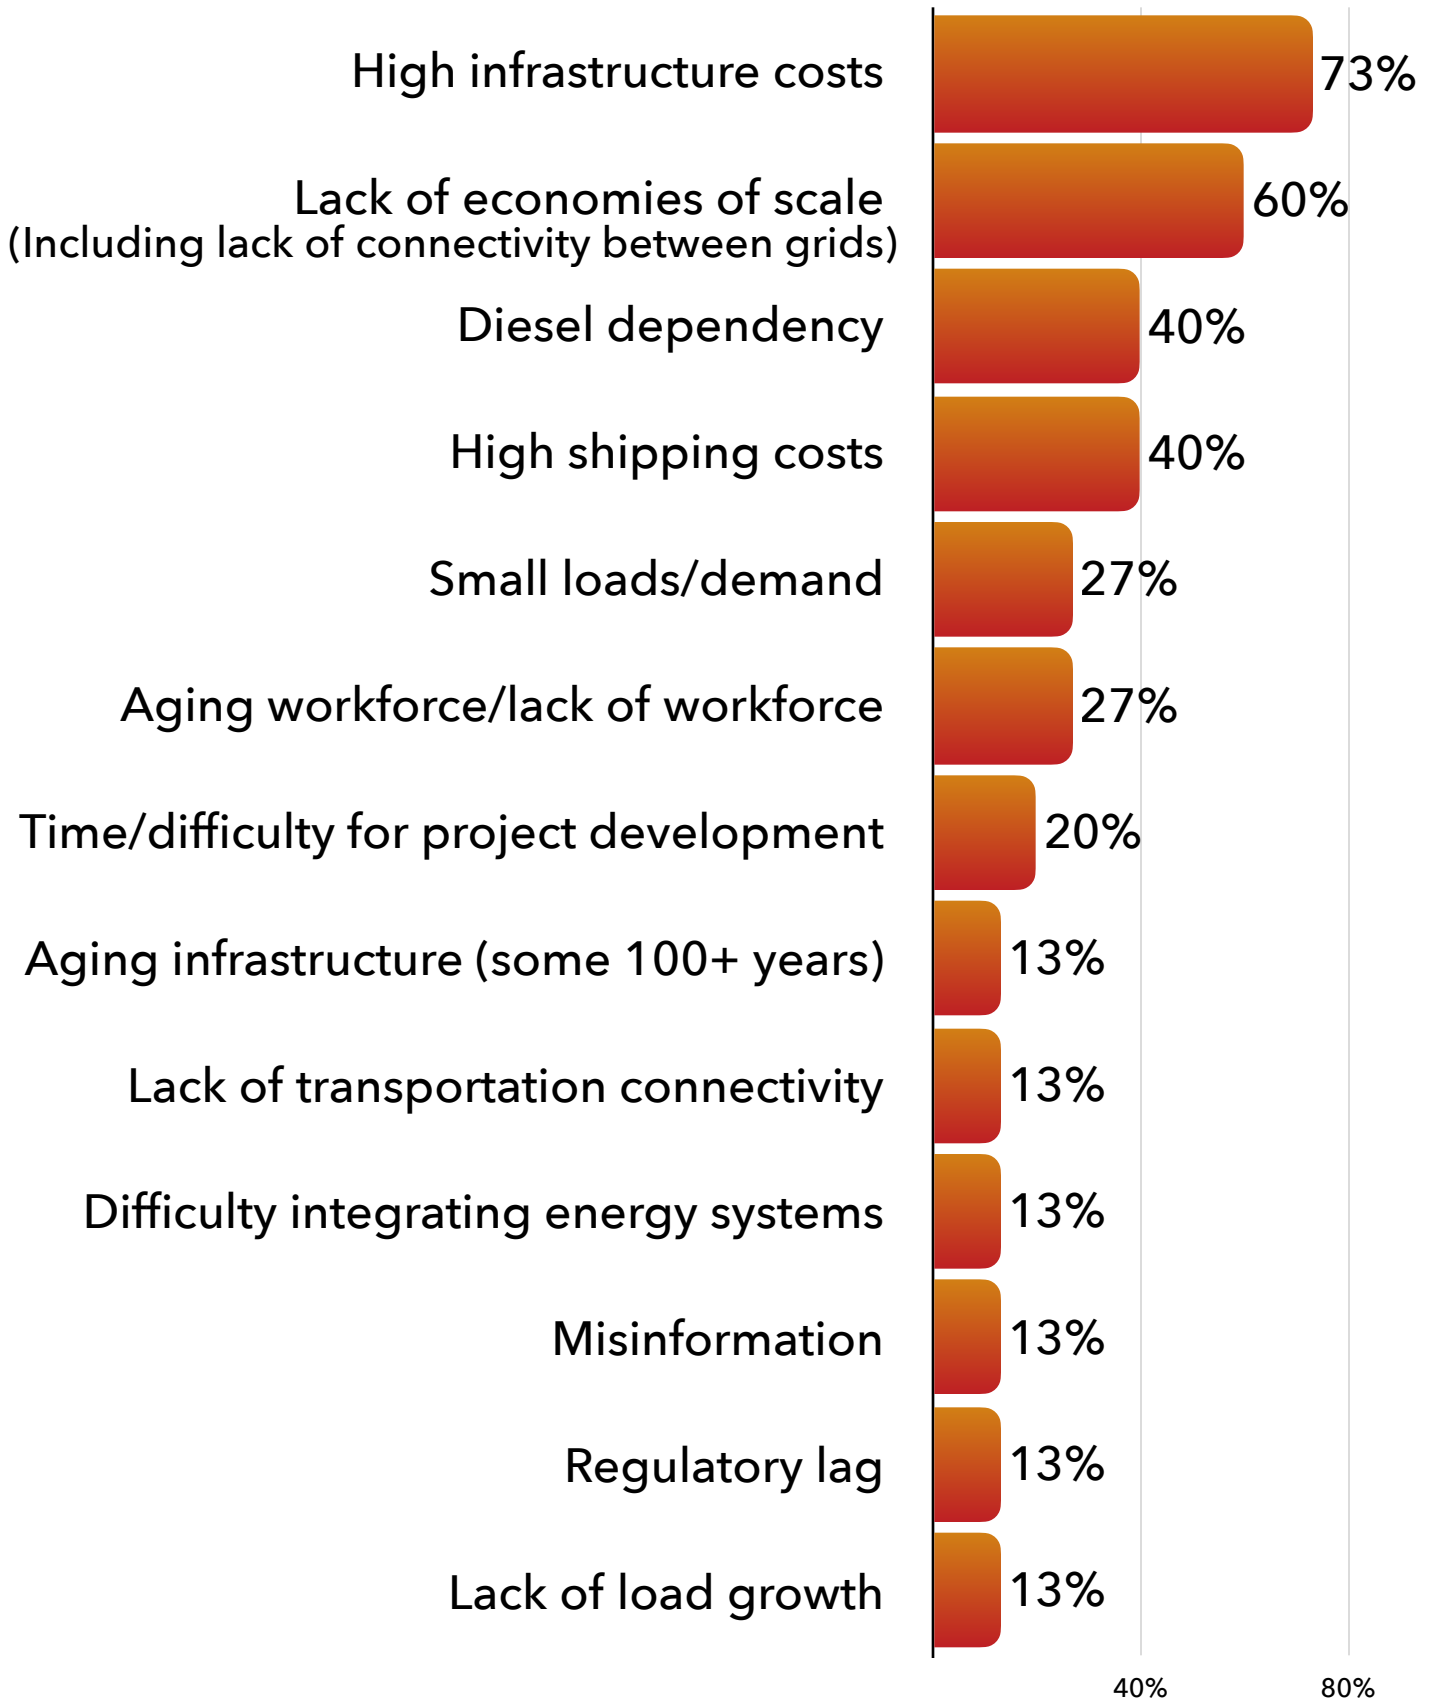 High infrastructure costs 73%
Lack of economies of scale 60%
(Including lack of connectivity between grids)
Diesel dependency 40%
High shipping costs 40%
Small loads/demand 27%
Aging workforce/lack of workforce 27%
Time/difficulty for project development 20%
Aging infrastructure (some 100+ years) 13%
Lack of transportation connectivity 13%
Difficulty integrating energy systems 13%
Misinformation 13%
Regulatory lag 13%
Lack of load growth 13%
40% 80%